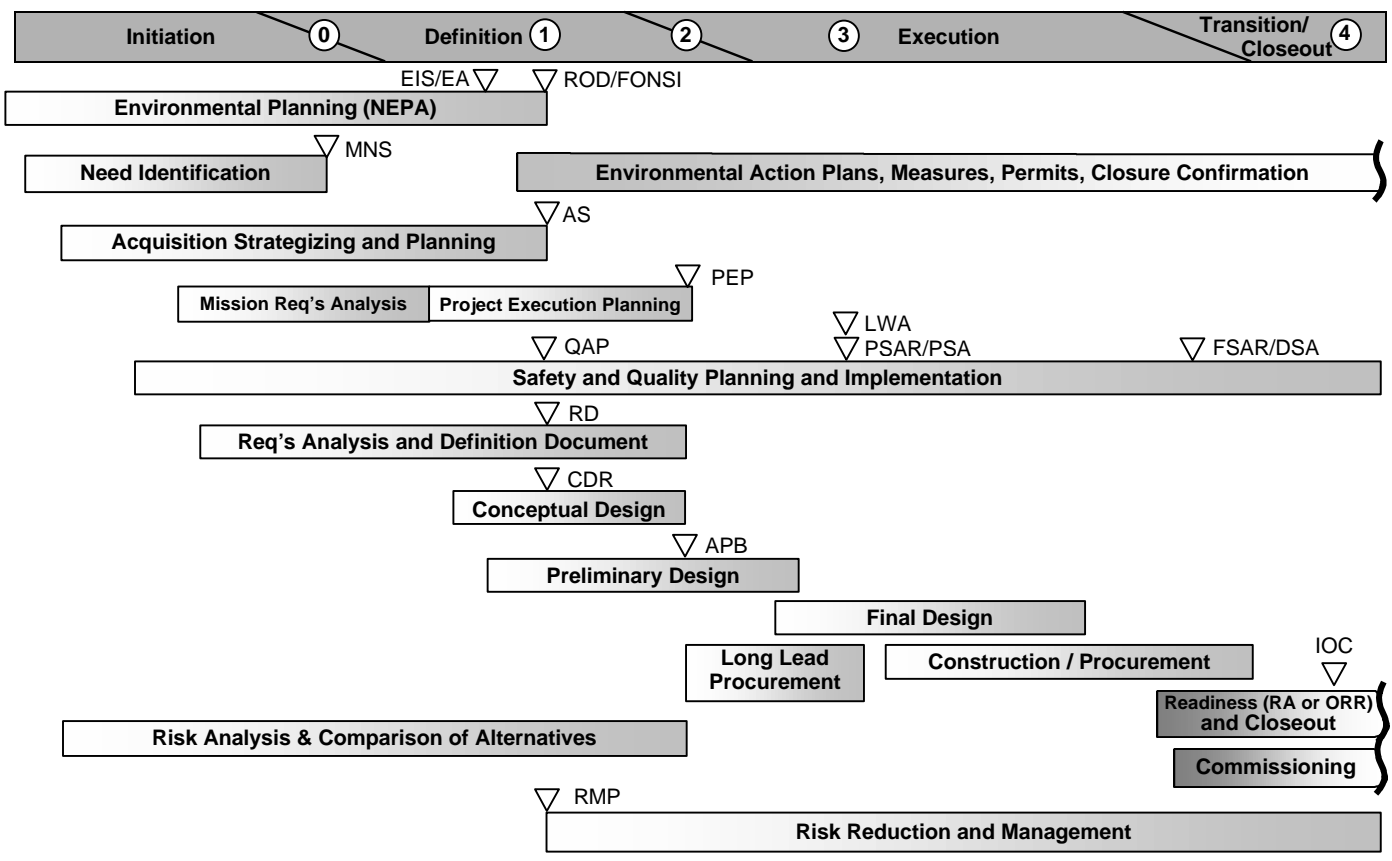 Initiation 0 Definition 1 2 3 Execution Transition/
Closeout 4
EIS/EA ROD/FONSI
Environmental Planning (NEPA)
MNS
Need Identification
Environmental Action Plans, Measures, Permits, Closure Confirmation
AS
Acquisition Strategizing and Planning
PEP
Mission Req's Analysis Project Execution Planning
LWA
QAP PSAR/PSA FSAR/DSA
Safety and Quality Planning and Implementation
RD
Req's Analysis and Definition Document
CDR
Conceptual Design
APB
Preliminary Design
Final Design
Long Lead
Procurement
Construction / Procurement
IOC
Readiness (RA or ORR)
and Closeout
Risk Analysis & Comparison of Alternatives
Commissioning
RMP
Risk Reduction and Management